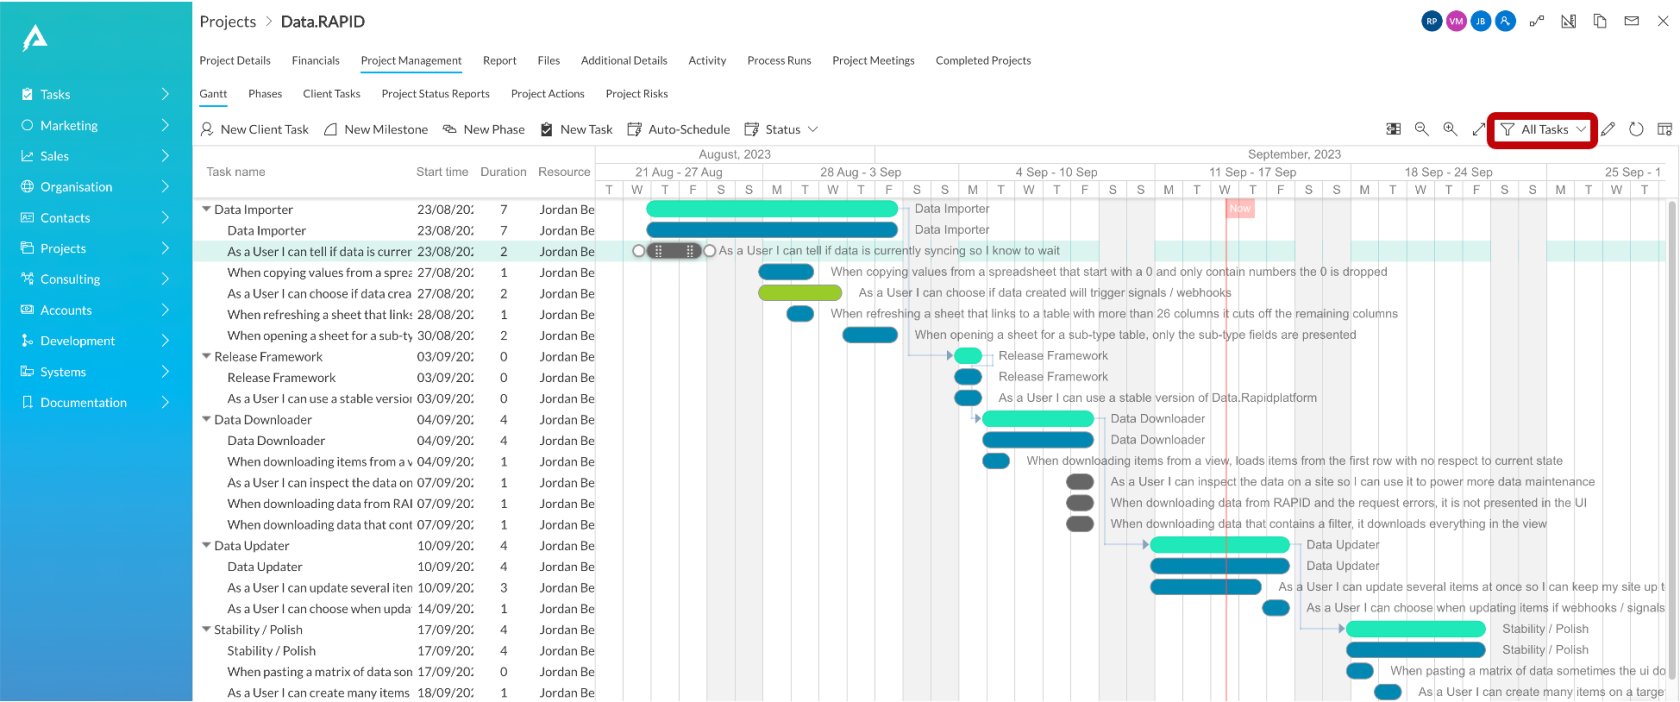 Projects > Data.RAPID
RP VM JB
Project Details Financials Project Management Report Files Additional Details Activity Process Runs Project Meetings Completed Projects
Gantt Phases Client Tasks Project Status Reports Project Actions Project Risks
New Client Task New Milestone New Phase New Task Auto-Schedule Status All Tasks
Tasks
Marketing
Sales
Organisation
Contacts
Projects
Consulting
Accounts
Development
Systems
Documentation
August, 2023 September, 2023
Task name Start time Duration Resource 21 Aug - 27 Aug 28 Aug - 3 Sep 4 Sep - 10 Sep 11 Sep - 17 Sep 18 Sep - 24 Sep 25 Sep - 1
T W T F S S M T W T F S S M T W T F S S M T W T F S S M T W T F S S M T W T
Now
Data Importer 23/08/202 7 Jordan Be Data Importer
Data Importer 23/08/202 7 Jordan Be Data Importer
As a User I can tell if data is currer 23/08/202 2 Jordan Be As a User I can tell if data is currently syncing so I know to wait
When copying values from a sprea 27/08/202 1 Jordan Be When copying values from a spreadsheet that start with a 0 and only contain numbers the 0 is dropped
As a User I can choose if data crea 27/08/202 2 Jordan Be As a User I can choose if data created will trigger signals / webhooks
When refreshing a sheet that links 28/08/202 1 Jordan Be When refreshing a sheet that links to a table with more than 26 columns it cuts off the remaining columns
When opening a sheet for a sub-ty 30/08/202 2 Jordan Be When opening a sheet for a sub-type table, only the sub-type fields are presented
Release Framework 03/09/202 0 Jordan Be Release Framework
Release Framework 03/09/202 0 Jordan Be Release Framework
As a User I can use a stable version 03/09/202 0 Jordan Be As a User I can use a stable version of Data.Rapidplatform
Data Downloader 04/09/202 4 Jordan Be Data Downloader
Data Downloader 04/09/202 4 Jordan Be Data Downloader
When downloading items from a v 04/09/202 1 Jordan Be When downloading items from a view, loads items from the first row with no respect to current state
As a User I can inspect the data on 07/09/202 1 Jordan Be As a User I can inspect the data on a site so I can use it to power more data maintenance
When downloading data from RAI 07/09/202 1 Jordan Be When downloading data from RAPID and the request errors, it is not presented in the UI
When downloading data that cont 07/09/202 1 Jordan Be When downloading data that contains a filter, it downloads everything in the view
Data Updater 10/09/202 4 Jordan Be Data Updater
Data Updater 10/09/202 4 Jordan Be Data Updater
As a User I can update several iten 10/09/202 3 Jordan Be As a User I can update several items at once so I can keep my site up t
As a User I can choose when upda 14/09/202 1 Jordan Be As a User I can choose when updating items if webhooks / signals
Stability / Polish 17/09/202 4 Jordan Be Stability / Polish
Stability / Polish 17/09/202 4 Jordan Be Stability / Polish
When pasting a matrix of data son 17/09/202 0 Jordan Be When pasting a matrix of data sometimes the ui do
As a User I can create many items 18/09/202 1 Jordan Be As a User I can create many items on a targe